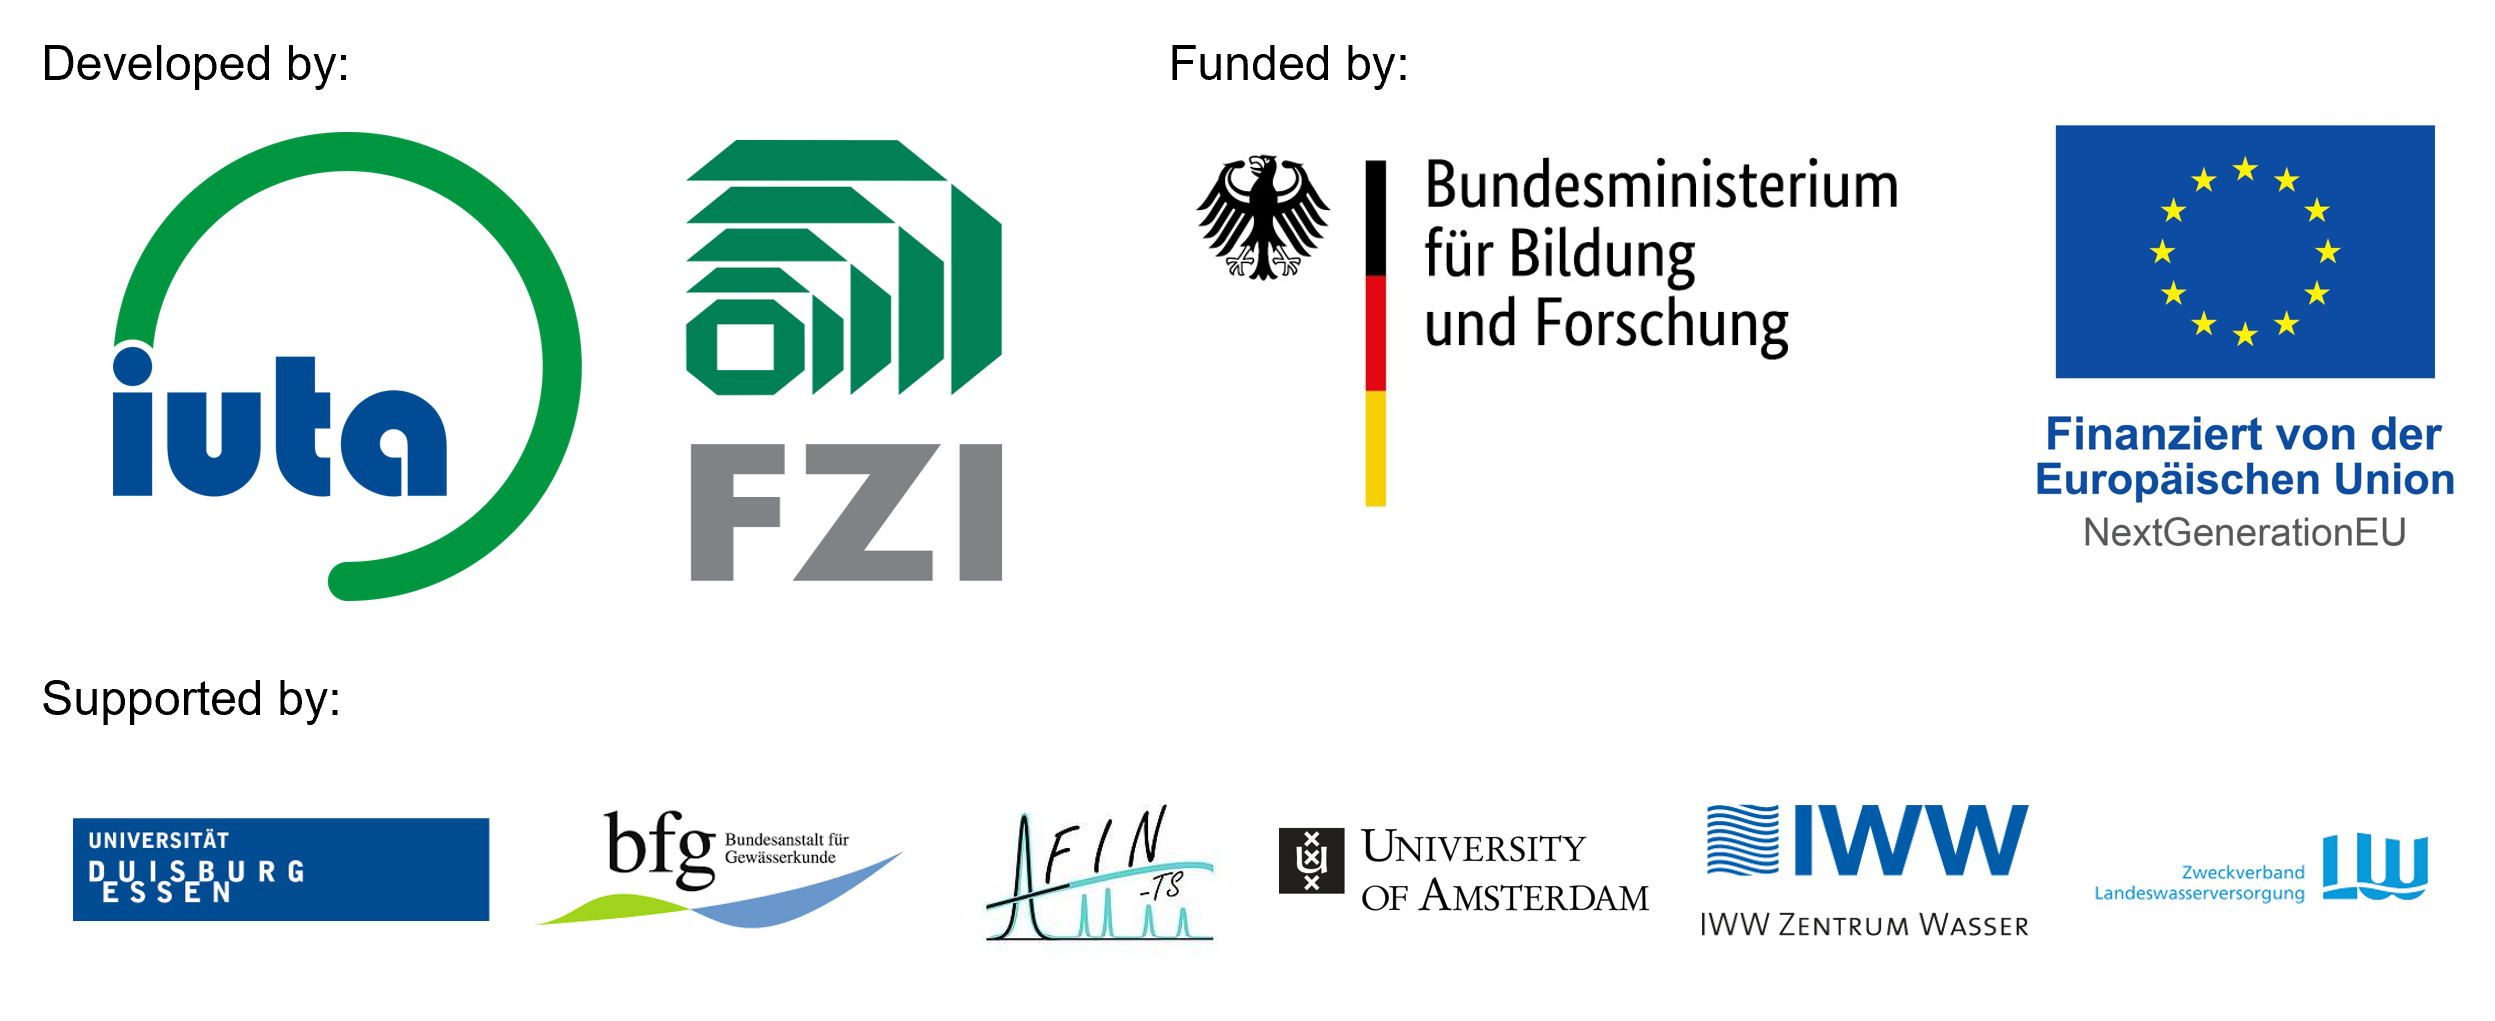 Developed by:
Funded by:
iuta
FZI
Bundesministerium
für Bildung
und Forschung
Finanziert von der
Europäischen Union
NextGenerationEU
Supported by:
UNIVERSITÄT
DUISBURG
ESSEN
bfg
Bundesanstalt für
Gewässerkunde
AFIN
-TS
UNIVERSITY
OF AMSTERDAM
IWW
IWW ZENTRUM WASSER
Zweckverband
Landeswasserversorgung
LW